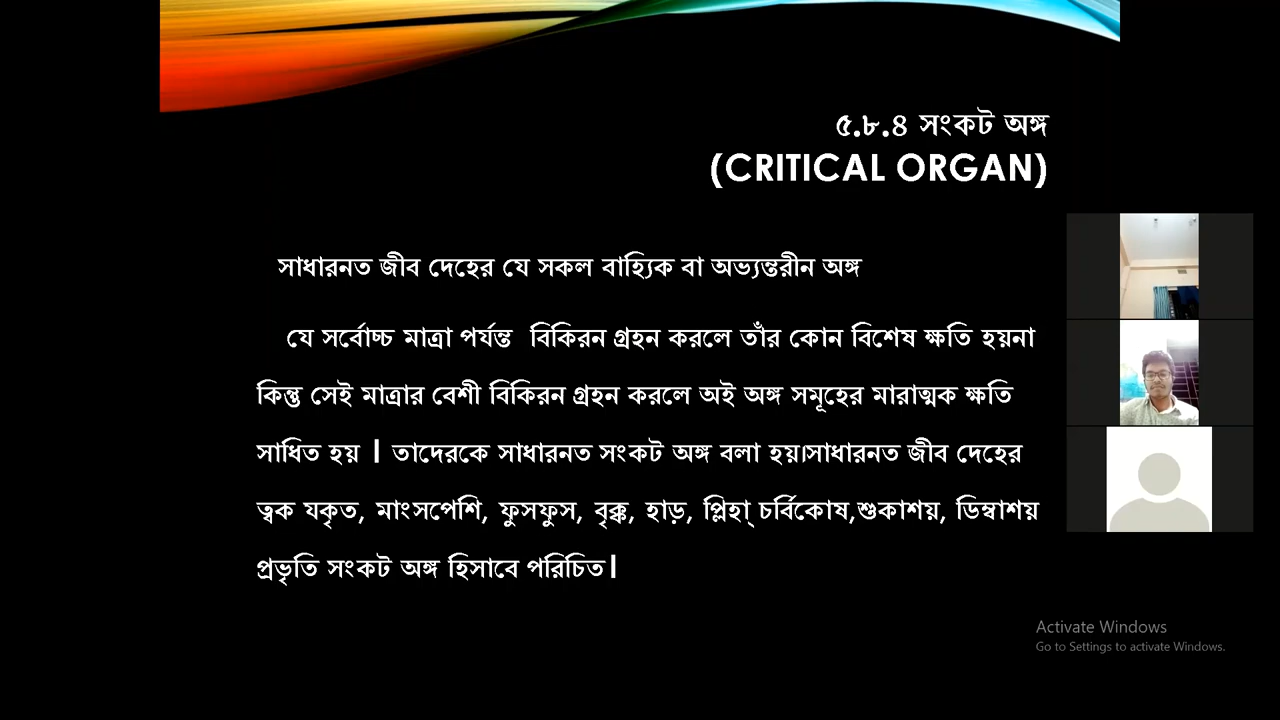 ৫.৮.৪ সংকট অঙ্গ
(CRITICAL ORGAN)
সাধারনত জীব দেহের যে সকল বাহ্যিক বা অভ্যন্তরীন অঙ্গ
যে সর্বোচ্চ মাত্রা পর্যন্ত বিকিরন গ্রহন করলে তাঁর কোন বিশেষ ক্ষতি হয়না
কিন্তু সেই মাত্রার বেশী বিকিরন গ্রহন করলে অই অঙ্গ সমূহের মারাত্মক ক্ষতি
সাধিত হয় | তাদেরকে সাধারনত সংকট অঙ্গ বলা হয়।সাধারনত জীব দেহের
ত্বক যকৃত, মাংসপেশি, ফুসফুস, বৃক্ক, হাড়, প্লিহা্ চর্বিকোষ,শুকাশয়, ডিম্বাশয়
প্রভৃতি সংকট অঙ্গ হিসাবে পরিচিত|
Activate Windows
Go to Settings to activate Windows.